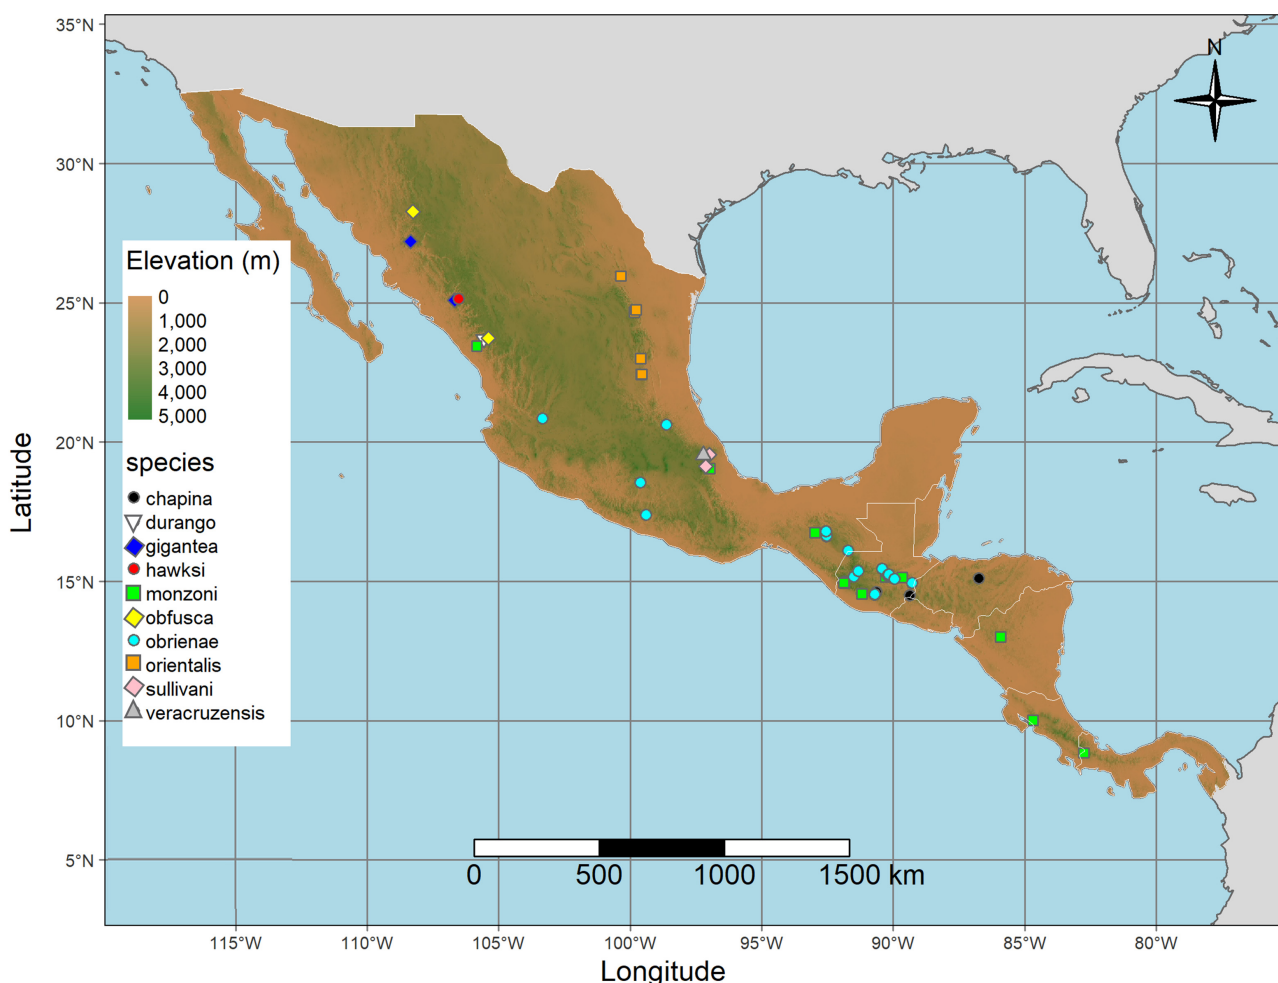 35°N
30°N
25°N
20°N
15°N
10°N
5°N
Latitude
N
Elevation (m)
0
1,000
2,000
3,000
4,000
5,000
species
chapina
durango
gigantea
hawksi
monzoni
obfusca
obrienae
orientalis
sullivani
veracruzensis
0 500 1000 1500 km
115°W 110°W 105°W 100°W 95°W 90°W 85°W 80°W
Longitude